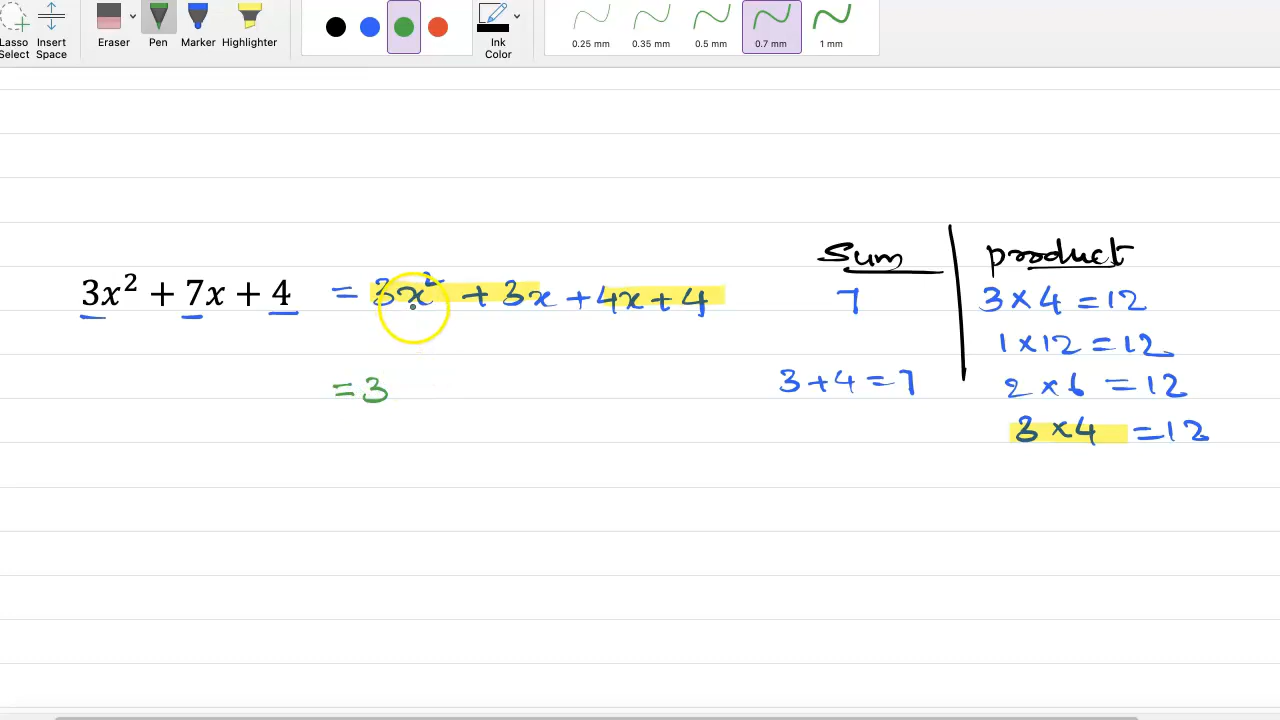 Lasso Select
Insert Space
Eraser
Pen
Marker
Highlighter
Ink Color
0.25 mm
0.35 mm
0.5 mm
0.7 mm
1 mm
3x² + 7x + 4 = 3x² + 3x + 4x + 4
= 3
Sum
7
3 + 4 = 7
product
3 × 4 = 12
1 × 12 = 12
2 × 6 = 12
3 × 4 = 12